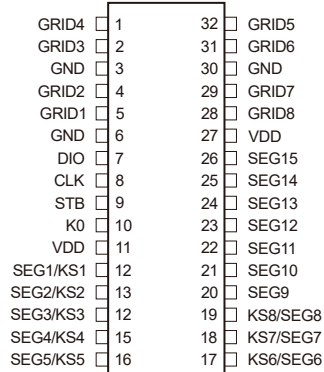 GRID4 1 32 GRID5
GRID3 2 31 GRID6
GND 3 30 GND
GRID2 4 29 GRID7
GRID1 5 28 GRID8
GND 6 27 VDD
DIO 7 26 SEG15
CLK 8 25 SEG14
STB 9 24 SEG13
K0 10 23 SEG12
VDD 11 22 SEG11
SEG1/KS1 12 21 SEG10
SEG2/KS2 13 20 SEG9
SEG3/KS3 12 19 KS8/SEG8
SEG4/KS4 15 18 KS7/SEG7
SEG5/KS5 16 17 KS6/SEG6